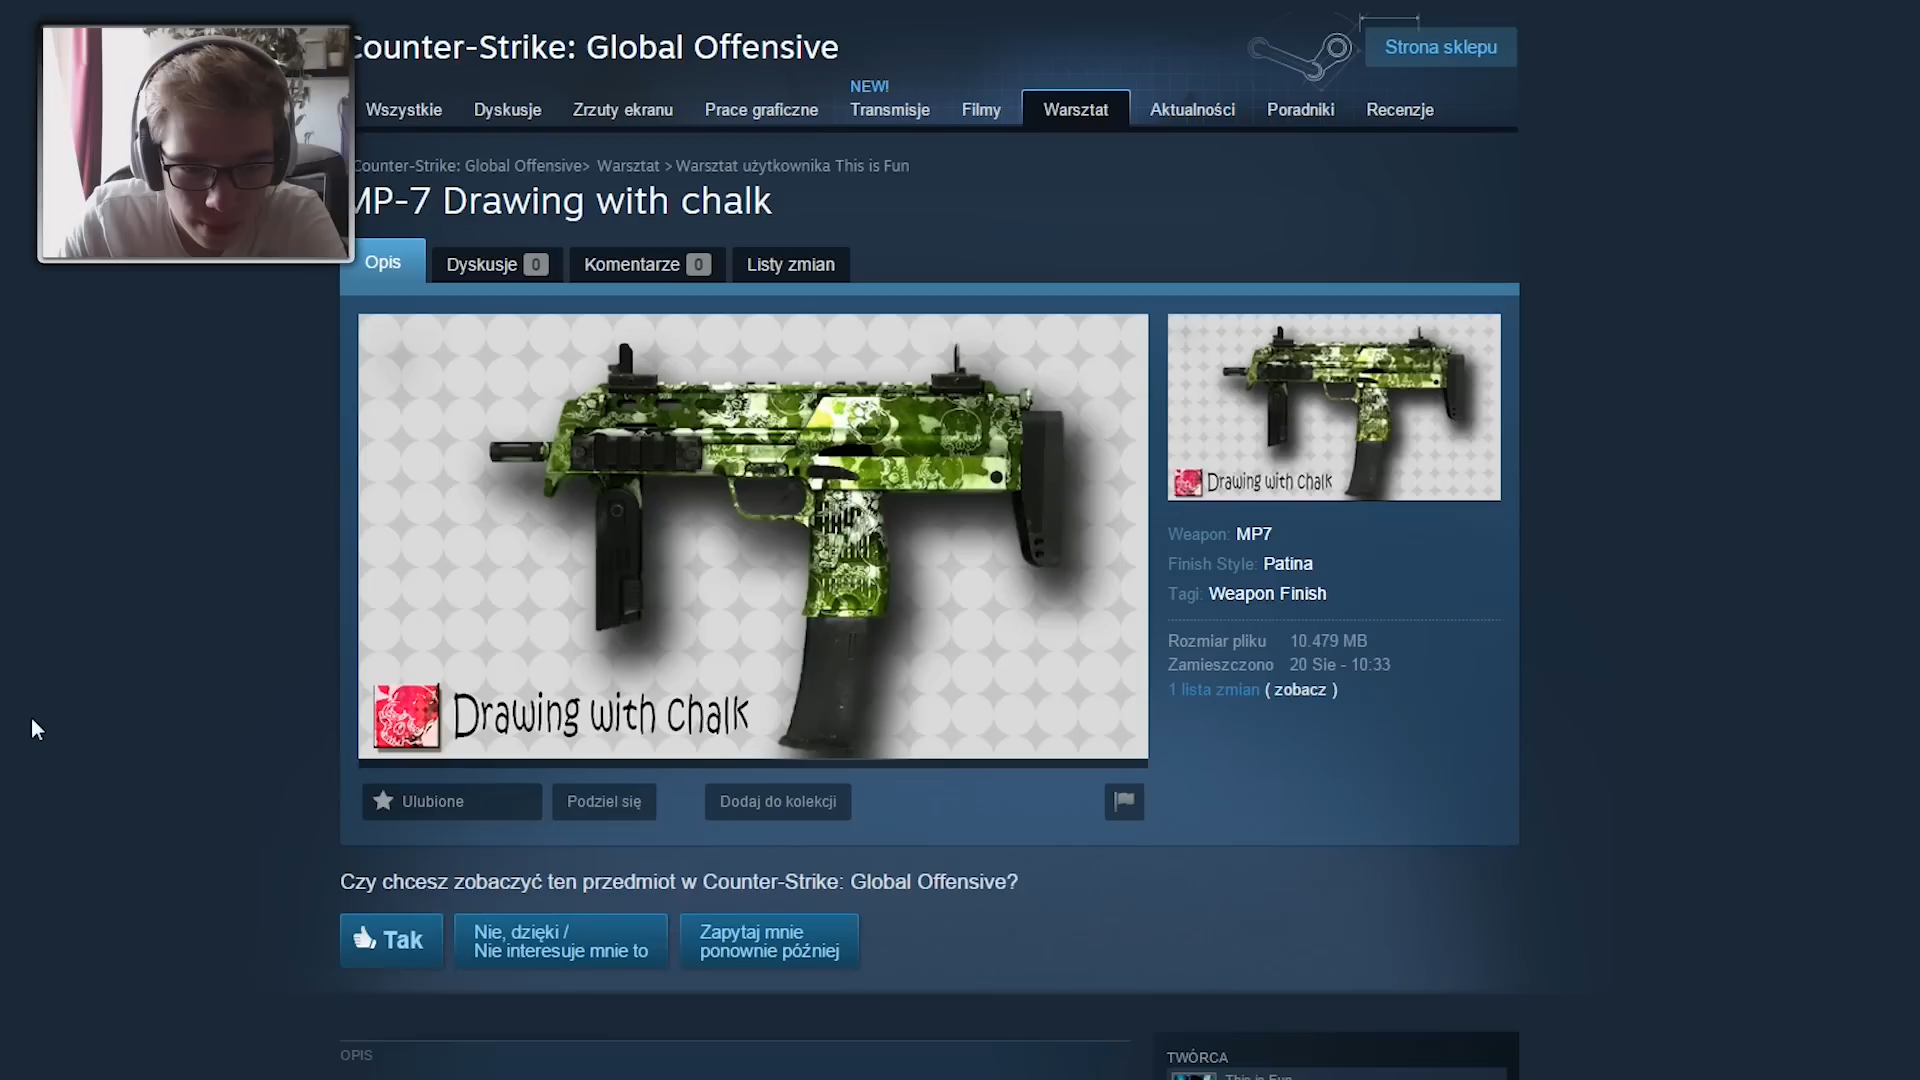 Counter-Strike: Global Offensive
Strona sklepu
NEW!
Wszystkie Dyskusje Zrzuty ekranu Prace graficzne Transmisje Filmy Warsztat Aktualności Poradniki Recenzje
Counter-Strike: Global Offensive> Warsztat > Warsztat użytkownika This is Fun
MP-7 Drawing with chalk
Opis Dyskusje 0 Komentarze 0 Listy zmian
Drawing with chalk
Drawing with chalk
Weapon: MP7
Finish Style: Patina
Tagi: Weapon Finish
Rozmiar pliku 10.479 MB
Zamieszczono 20 Sie - 10:33
1 lista zmian ( zobacz )
Ulubione Podziel się Dodaj do kolekcji
Czy chcesz zobaczyć ten przedmiot w Counter-Strike: Global Offensive?
Tak
Nie, dzięki /
Nie interesuje mnie to
Zapytaj mnie
ponownie później
OPIS
TWÓRCA
This is Fun